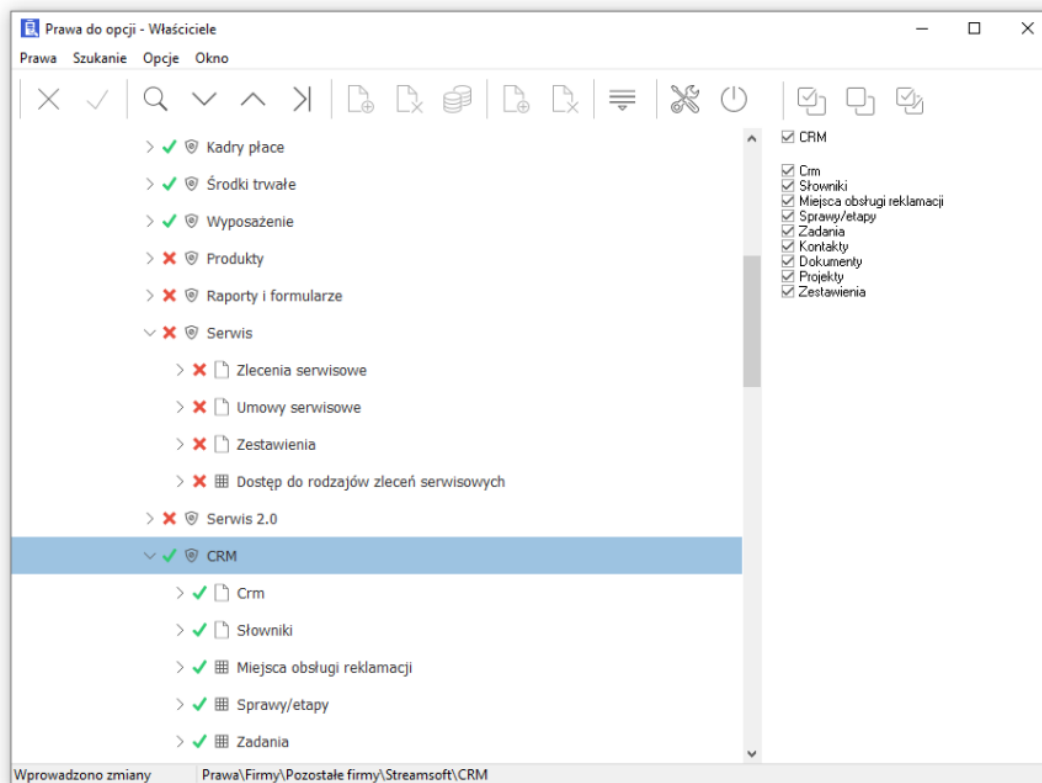 Prawa do opcji - Właściciele
Prawa Szukanie Opcje Okno
Kadry płace
Środki trwałe
Wyposażenie
Produkty
Raporty i formularze
Serwis
Zlecenia serwisowe
Umowy serwisowe
Zestawienia
Dostęp do rodzajów zleceń serwisowych
Serwis 2.0
CRM
Crm
Słowniki
Miejsca obsługi reklamacji
Sprawy/etapy
Zadania
CRM
Crm
Słowniki
Miejsca obsługi reklamacji
Sprawy/etapy
Zadania
Kontakty
Dokumenty
Projekty
Zestawienia
Wprowadzono zmiany Prawa\Firmy\Pozostałe firmy\Streamsoft\CRM